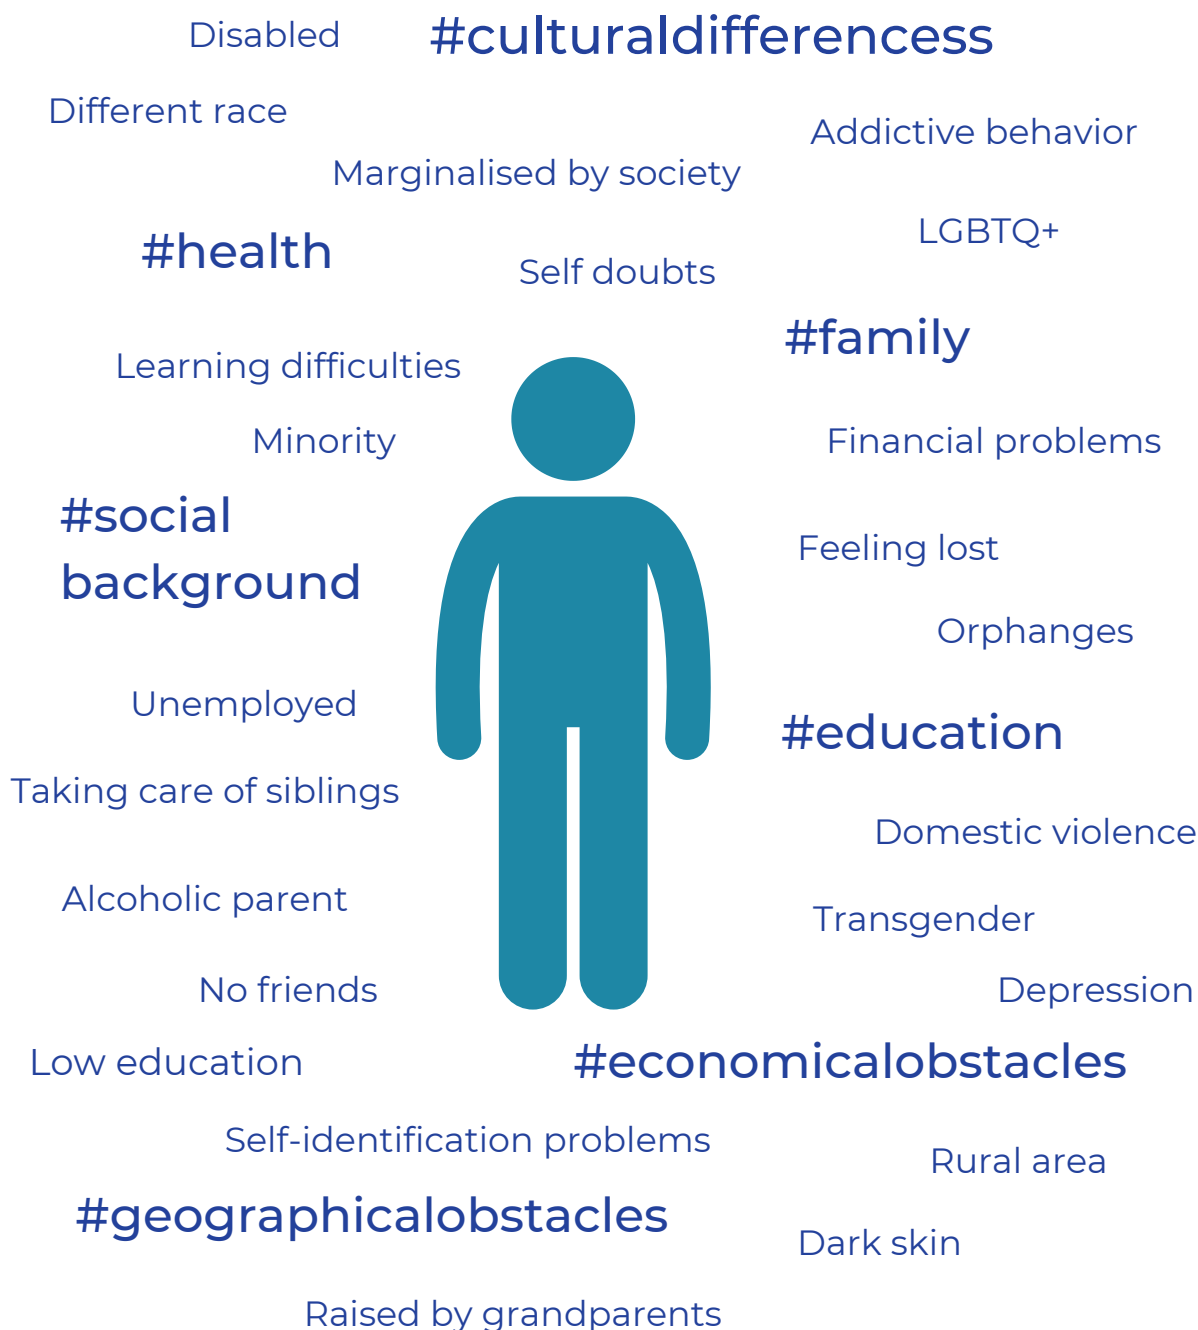 Disabled
#culturaldifferencess
Different race
Addictive behavior
Marginalised by society
LGBTQ+
#health
Self doubts
#family
Learning difficulties
Minority
Financial problems
#social
background
Feeling lost
Orphanges
Unemployed
#education
Taking care of siblings
Domestic violence
Alcoholic parent
Transgender
No friends
Depression
Low education
#economicalobstacles
Self-identification problems
Rural area
#geographicalobstacles
Dark skin
Raised by grandparents